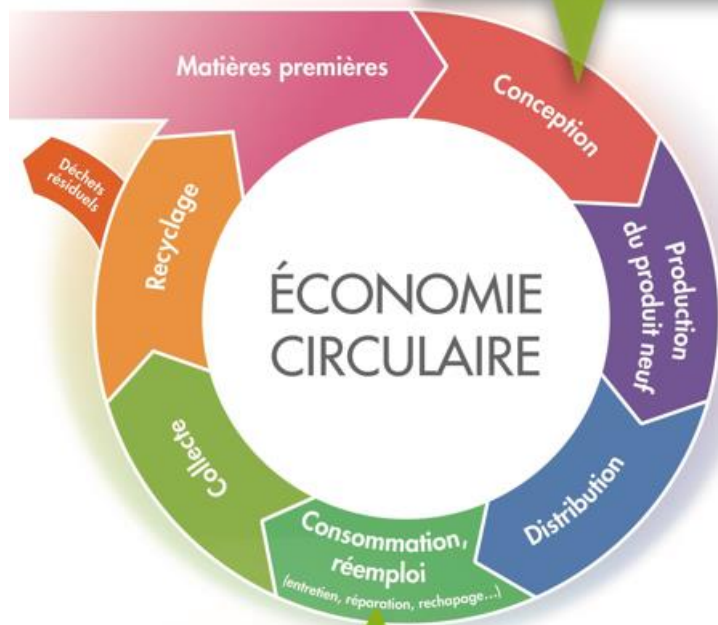 Matières premières
Conception
Production
du produit neuf
Distribution
Consommation,
réemploi
(entretien, réparation, rechapage...)
Collecte
Recyclage
Déchets
résiduels
ÉCONOMIE
CIRCULAIRE